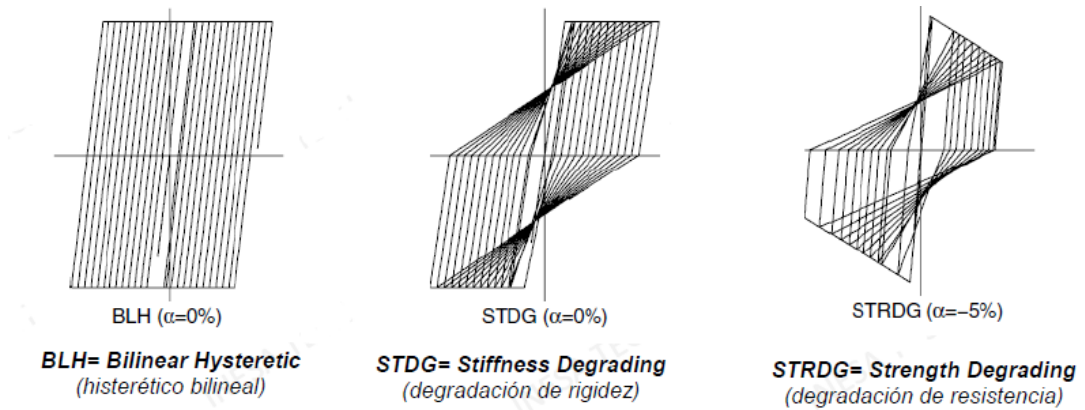 BLH (α=0%)
BLH= Bilinear Hysteretic
(histerético bilineal)
STDG (α=0%)
STDG= Stiffness Degrading
(degradación de rigidez)
STRDG (α=−5%)
STRDG= Strength Degrading
(degradación de resistencia)